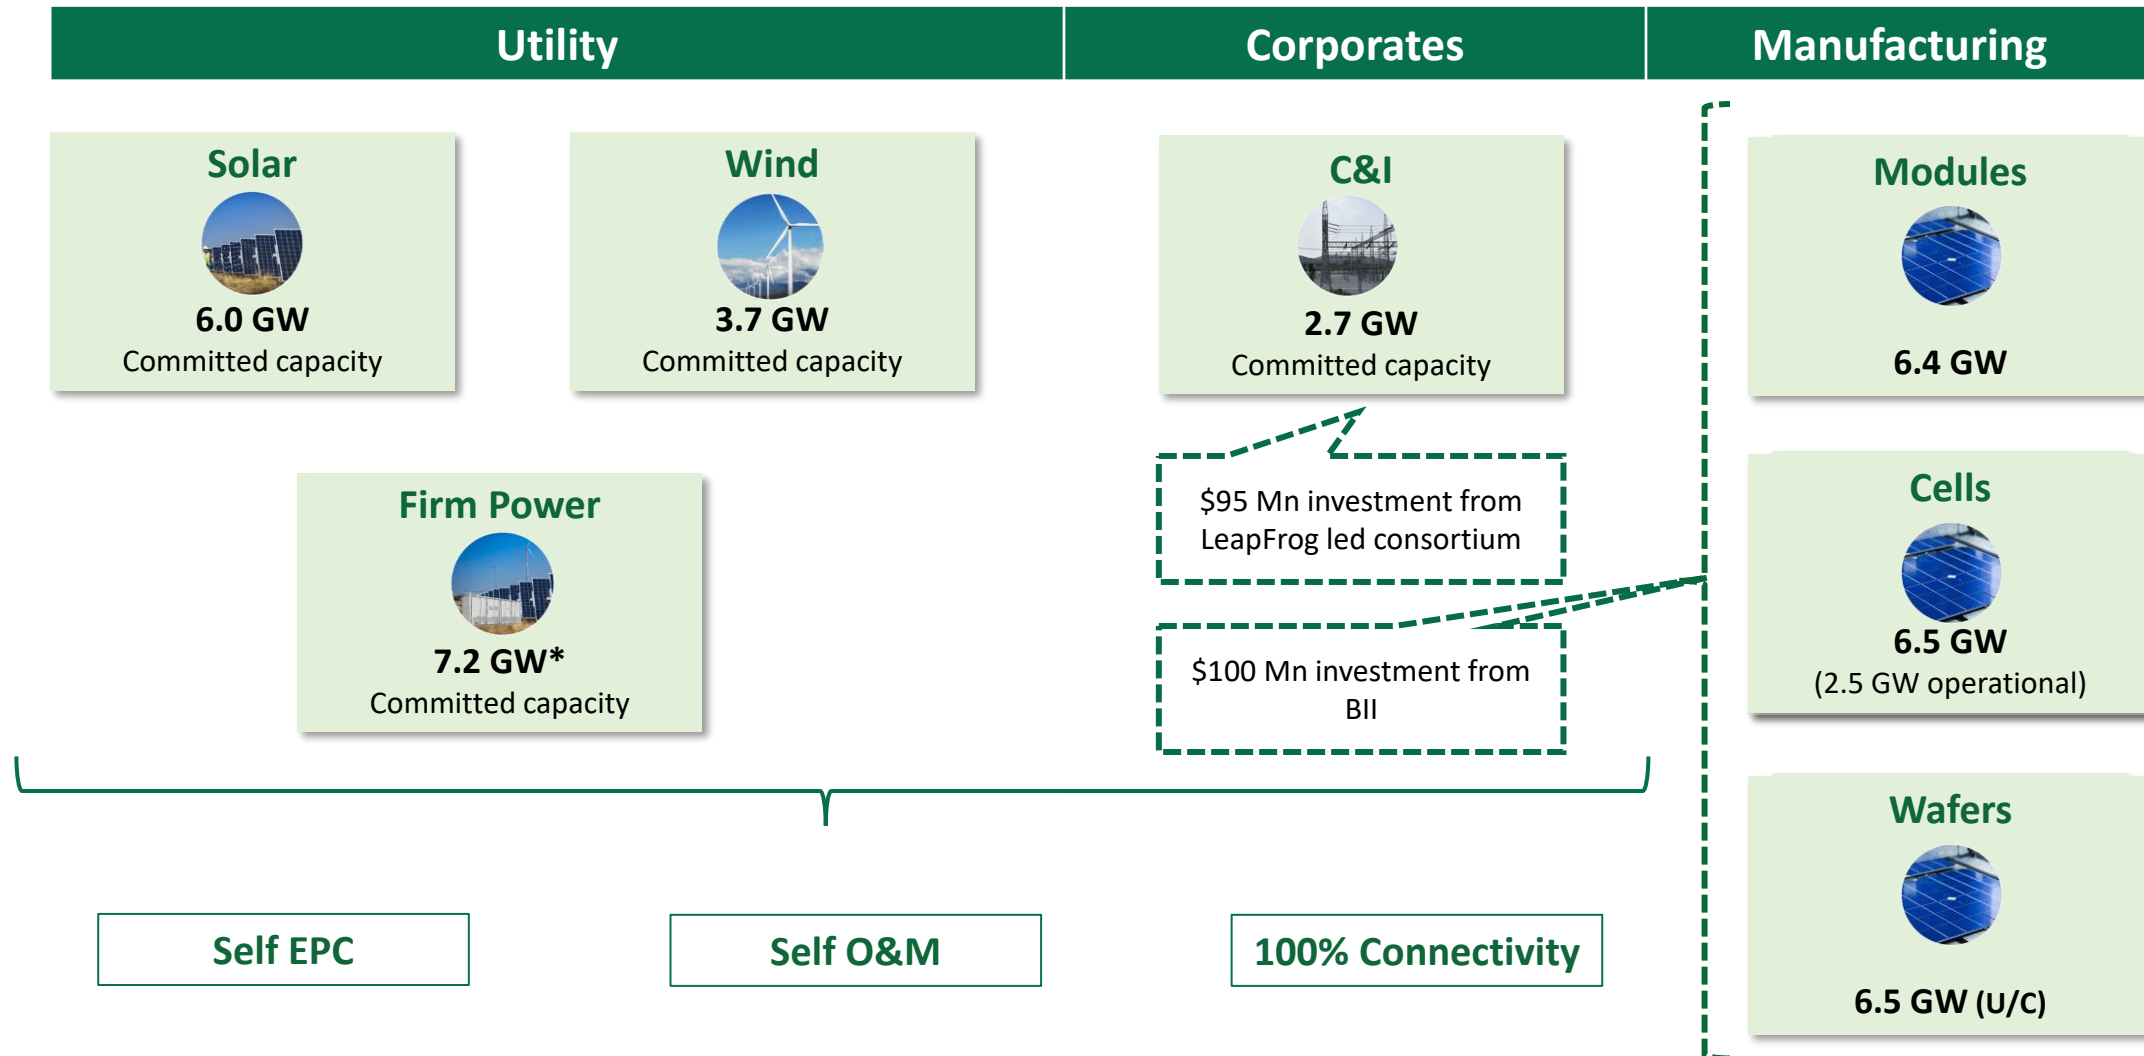 Utility
Corporates
Manufacturing
Solar
6.0 GW
Committed capacity
Wind
3.7 GW
Committed capacity
C&I
2.7 GW
Committed capacity
Modules
6.4 GW
Firm Power
7.2 GW*
Committed capacity
$95 Mn investment from
LeapFrog led consortium
$100 Mn investment from
BII
Cells
6.5 GW
(2.5 GW operational)
Wafers
6.5 GW (U/C)
Self EPC
Self O&M
100% Connectivity